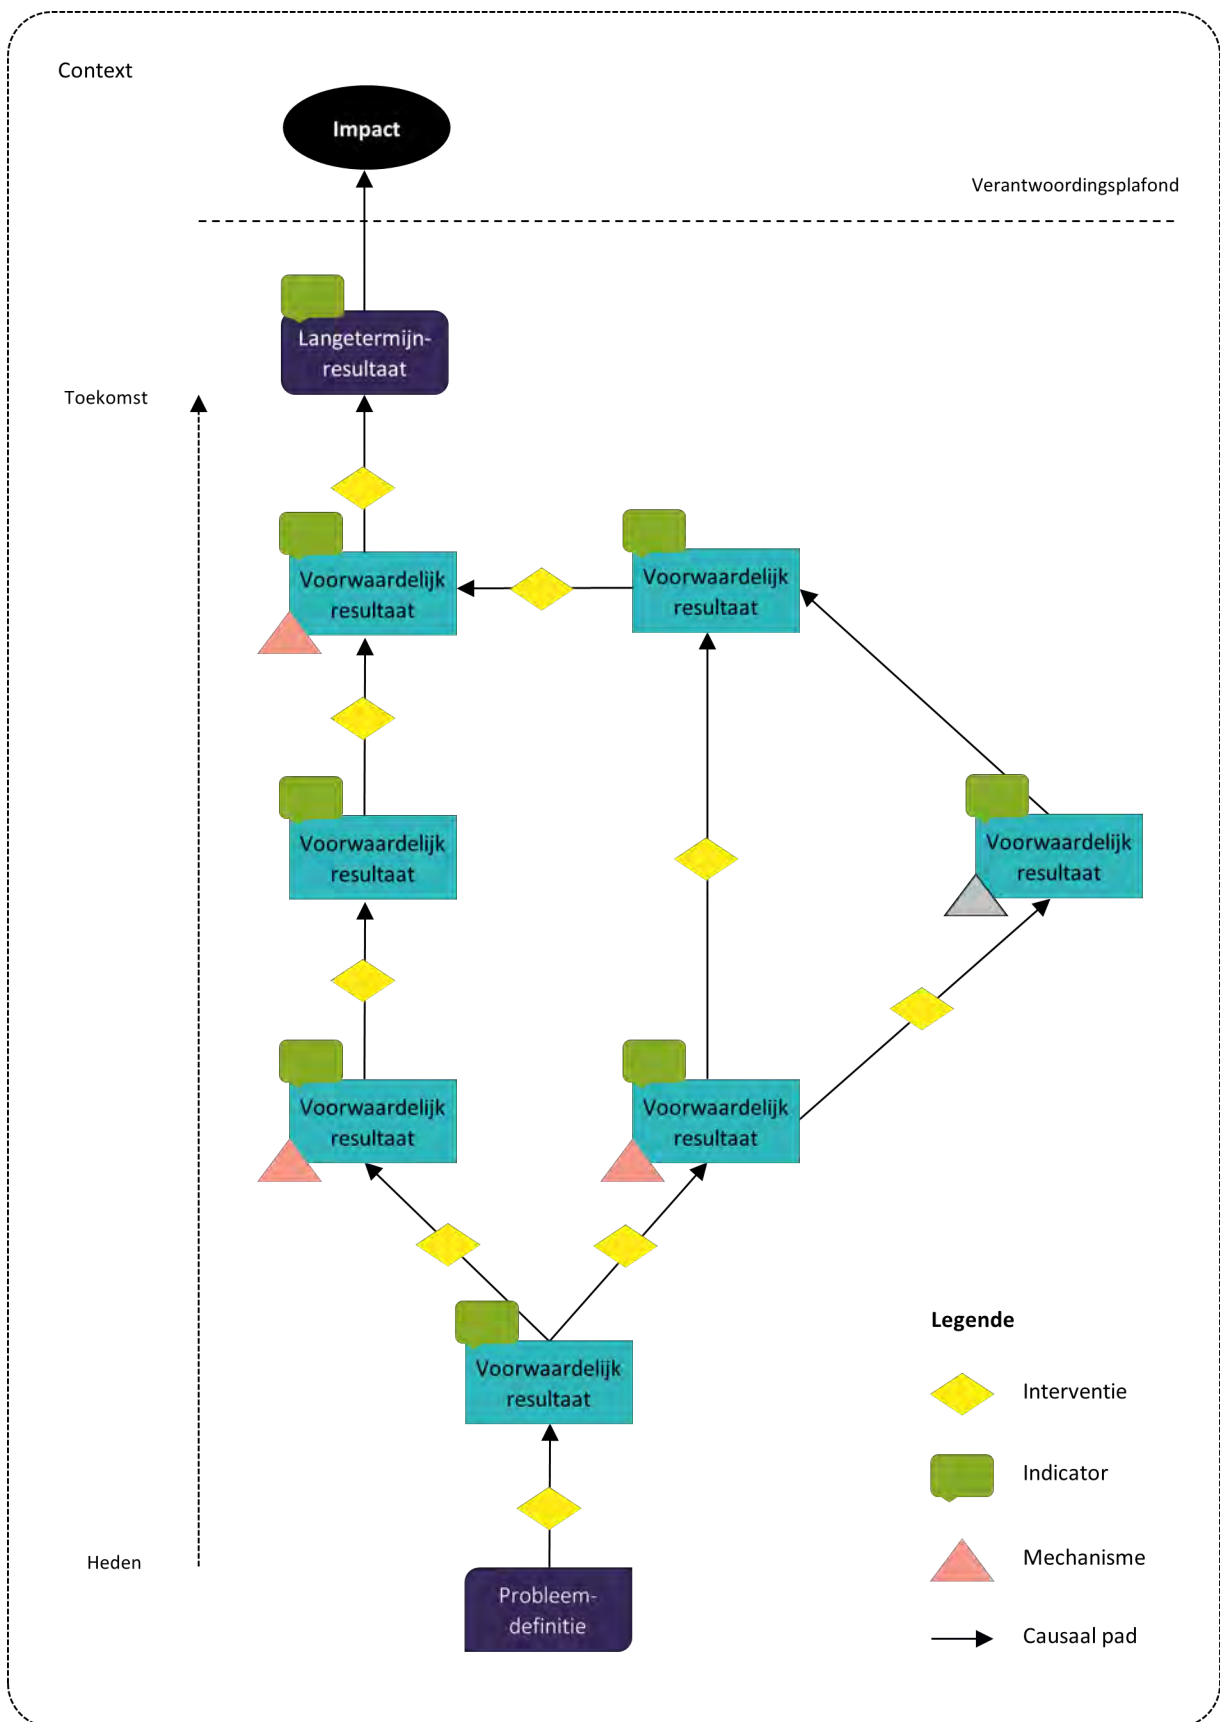 Context
Impact
Verantwoordingsplafond
Langetermijn-
resultaat
Toekomst
Voorwaardelijk
resultaat
Voorwaardelijk
resultaat
Voorwaardelijk
resultaat
Voorwaardelijk
resultaat
Voorwaardelijk
resultaat
Voorwaardelijk
resultaat
Voorwaardelijk
resultaat
Legende
Interventie
Indicator
Mechanisme
Causaal pad
Heden
Probleem-
definitie